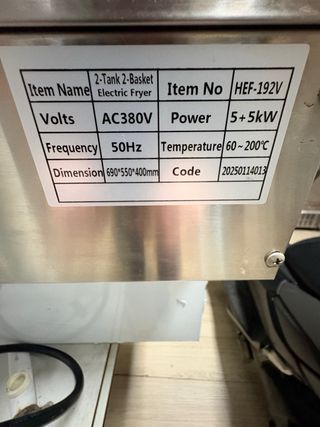 Item Name 2-Tank 2-Basket Electric Fryer Item No HEF-192V
Volts AC380V Power 5+5kW
Frequency 50Hz Temperature 60~200℃
Dimension 690*550*400mm Code 20250114013